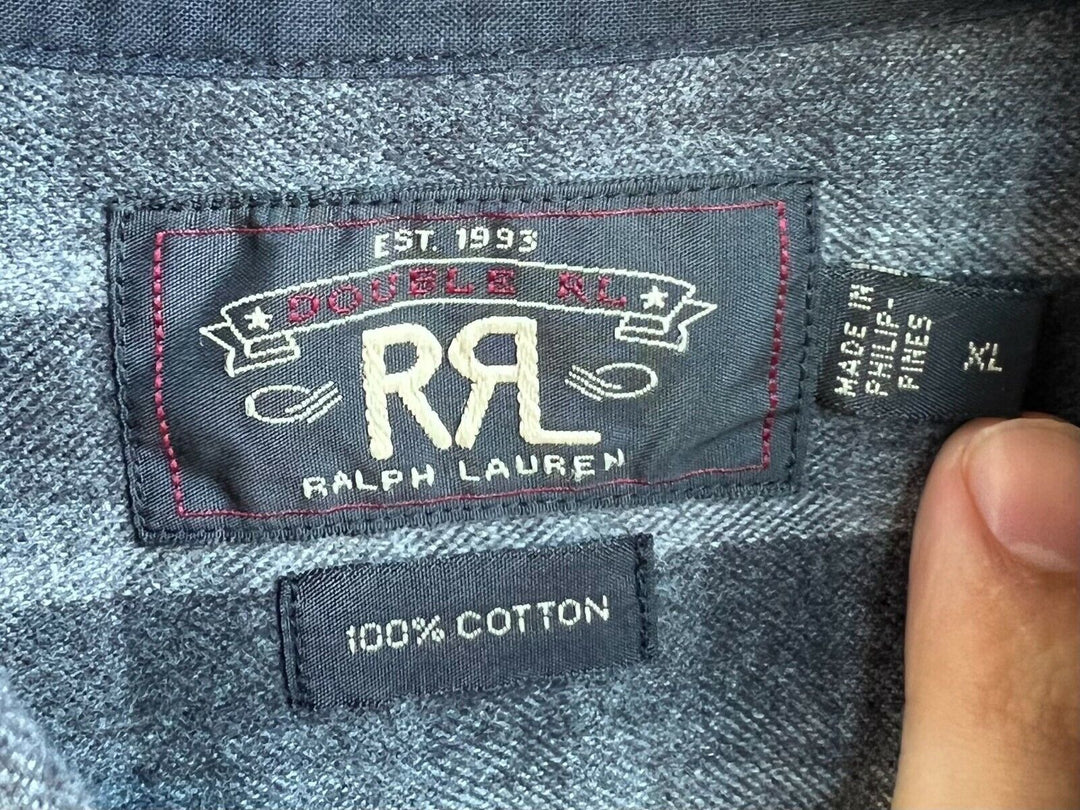 EST. 1993
DOUBLE RL
RRL
RALPH LAUREN
MADE IN
PHILIP-
PINES
XL
100% COTTON